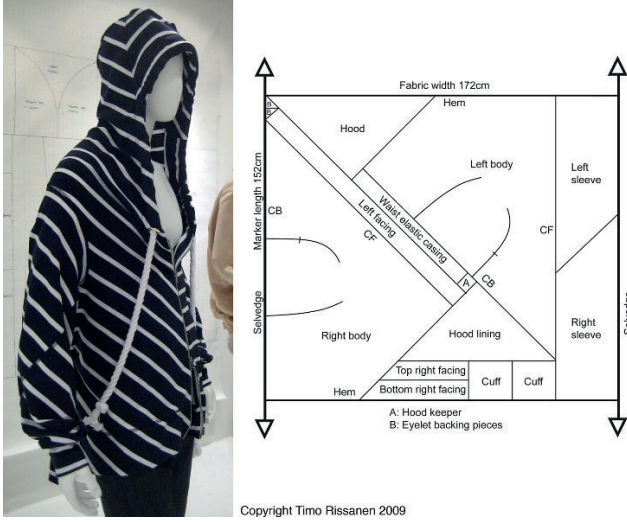 Fabric width 172cm
Hem
Hood
Left body
Left
sleeve
Marker length 152cm
CB
Waist elastic casing
Left facing
CF
CF
A
CB
Selvedge
Right body
Hood lining
Right
sleeve
Top right facing
Bottom right facing
Cuff
Cuff
Hem
A: Hood keeper
B: Eyelet backing pieces
Copyright Timo Rissanen 2009